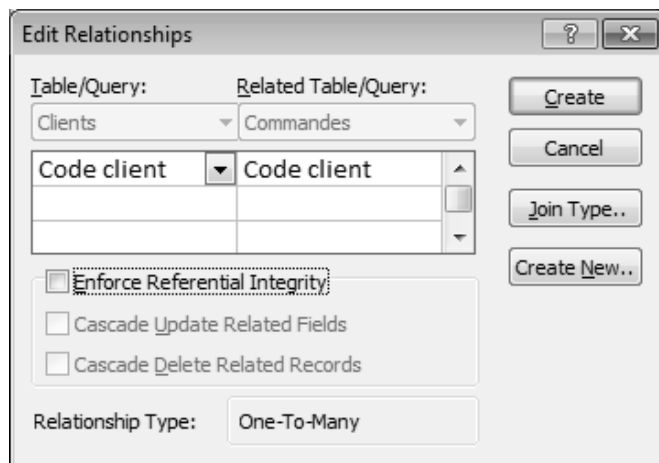 Edit Relationships
Table/Query: Related Table/Query:
Clients Commandes
Code client Code client
Enforce Referential Integrity
Cascade Update Related Fields
Cascade Delete Related Records
Relationship Type: One-To-Many
Create
Cancel
Join Type..
Create New..